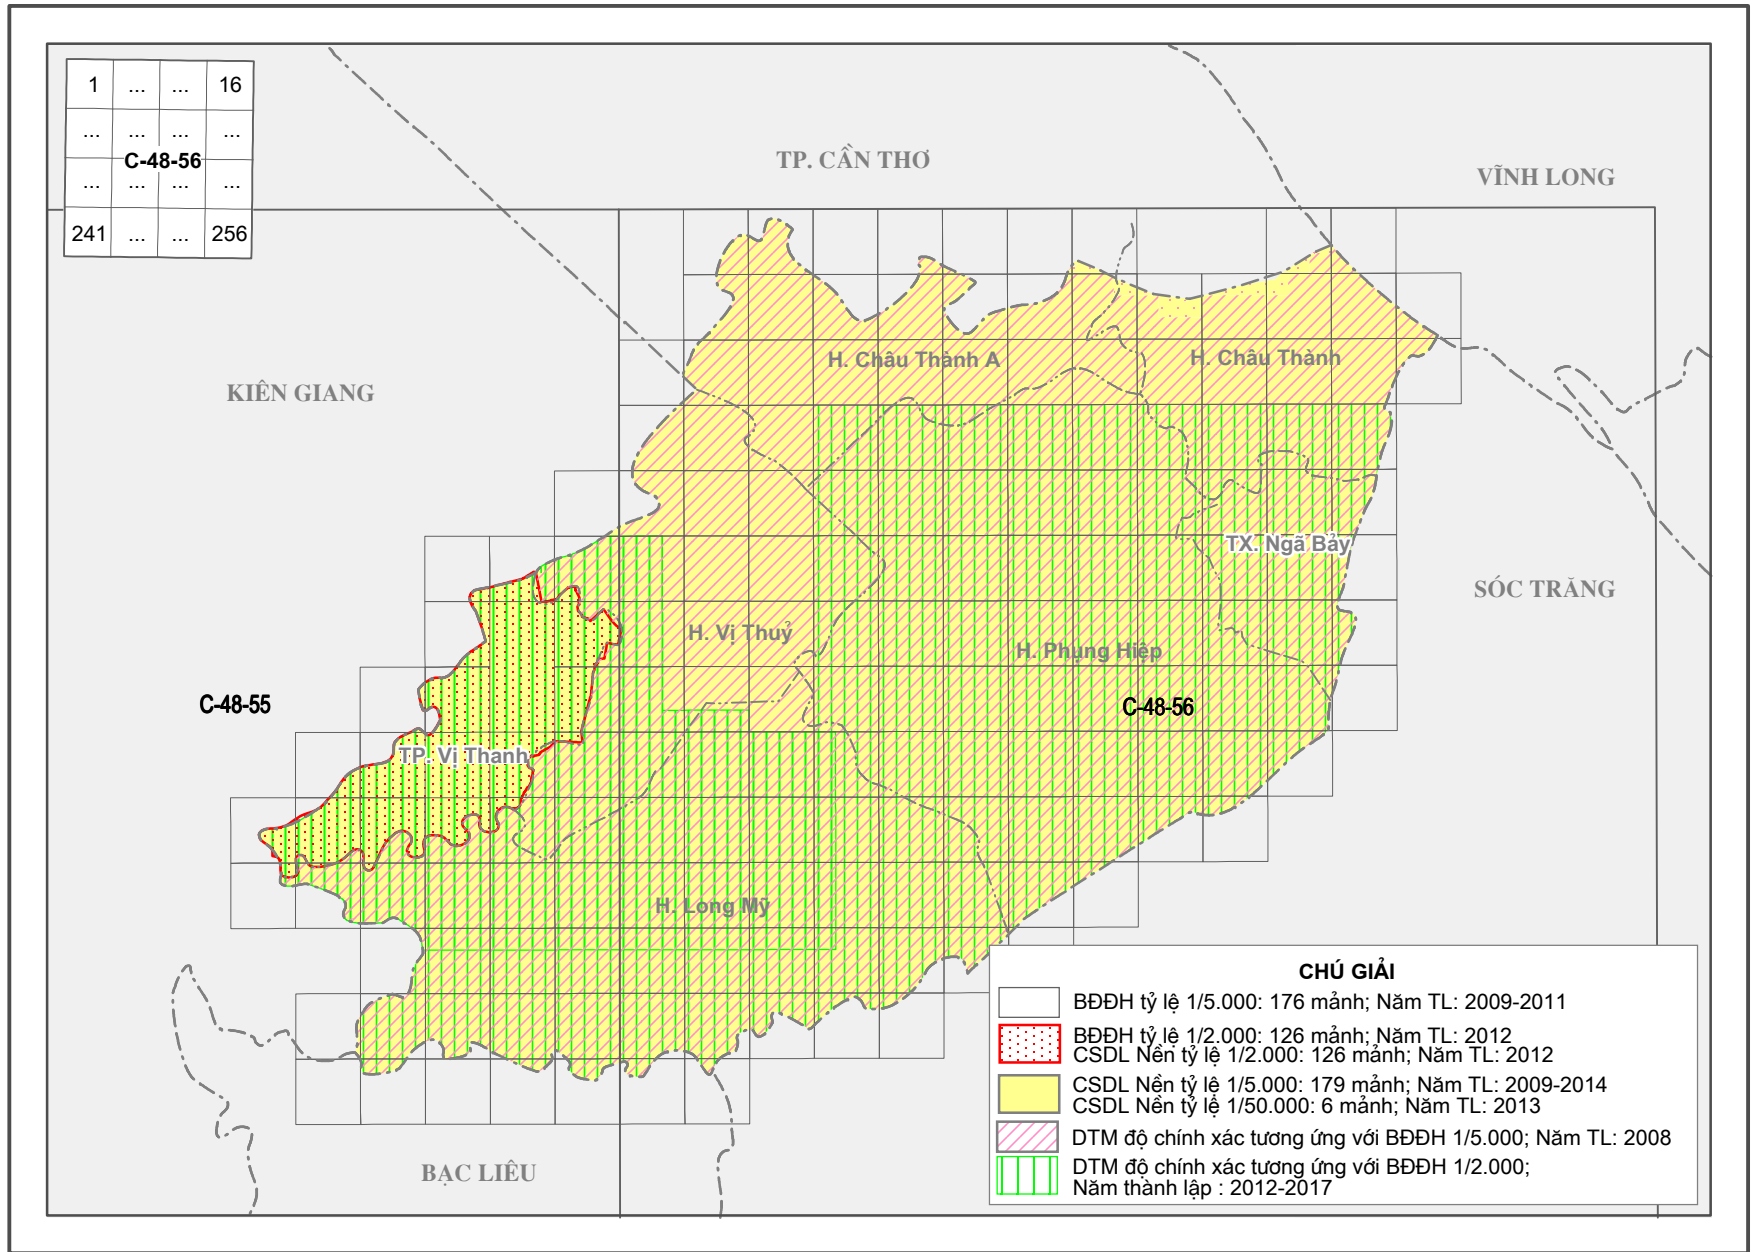 1 ... ... 16
... ... ... ...
C-48-56
... ... ... ...
241 ... ... 256
TP. CẦN THƠ
VĨNH LONG
H. Châu Thành A
H. Châu Thành
KIÊN GIANG
TX. Ngã Bảy
SÓC TRĂNG
H. Vị Thuỷ
H. Phụng Hiệp
C-48-55
C-48-56
TP. Vị Thanh
H. Long Mỹ
BẠC LIÊU
CHÚ GIẢI
BĐĐH tỷ lệ 1/5.000: 176 mảnh; Năm TL: 2009-2011
BĐĐH tỷ lệ 1/2.000: 126 mảnh; Năm TL: 2012
CSDL Nền tỷ lệ 1/2.000: 126 mảnh; Năm TL: 2012
CSDL Nền tỷ lệ 1/5.000: 179 mảnh; Năm TL: 2009-2014
CSDL Nền tỷ lệ 1/50.000: 6 mảnh; Năm TL: 2013
DTM độ chính xác tương ứng với BĐĐH 1/5.000; Năm TL: 2008
DTM độ chính xác tương ứng với BĐĐH 1/2.000;
Năm thành lập : 2012-2017